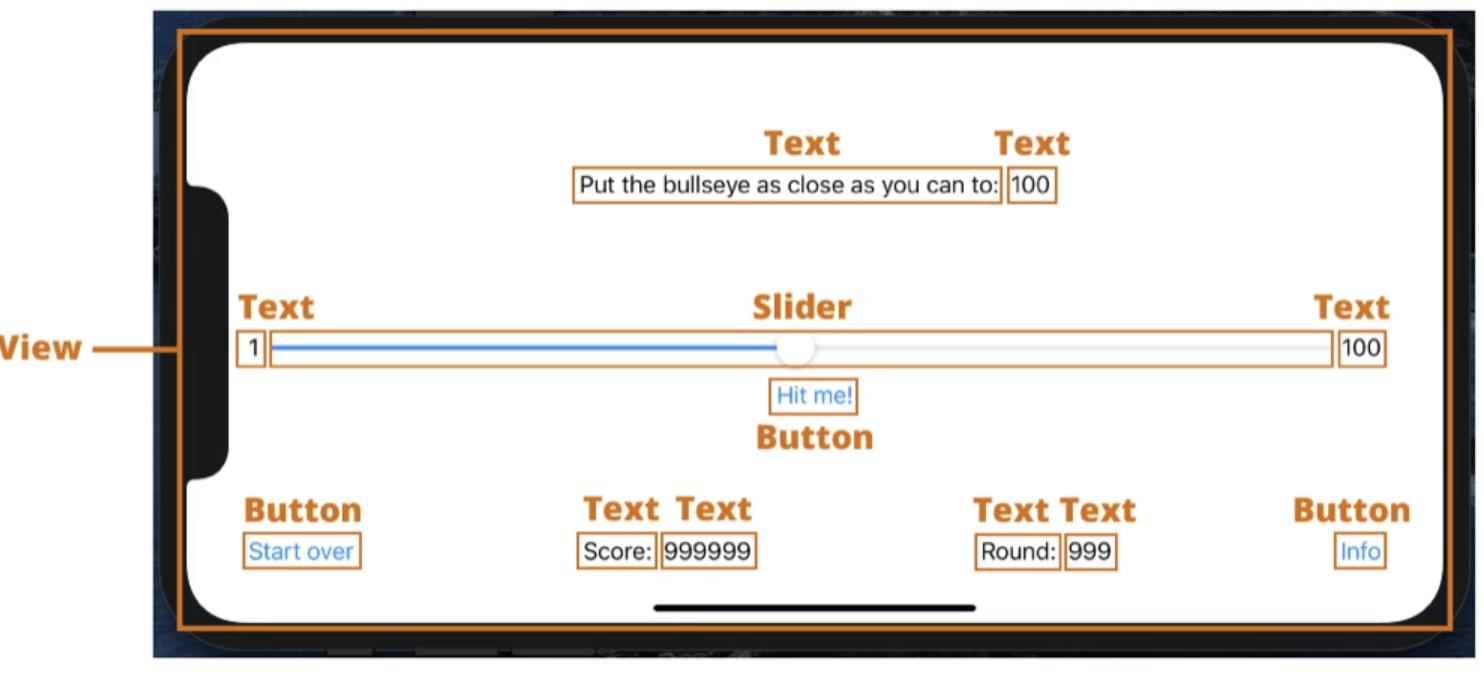 Text Text
Put the bullseye as close as you can to: 100
Text Slider Text
View
1 100
Hit me!
Button
Button Text Text Text Text Button
Start over Score: 999999 Round: 999 Info